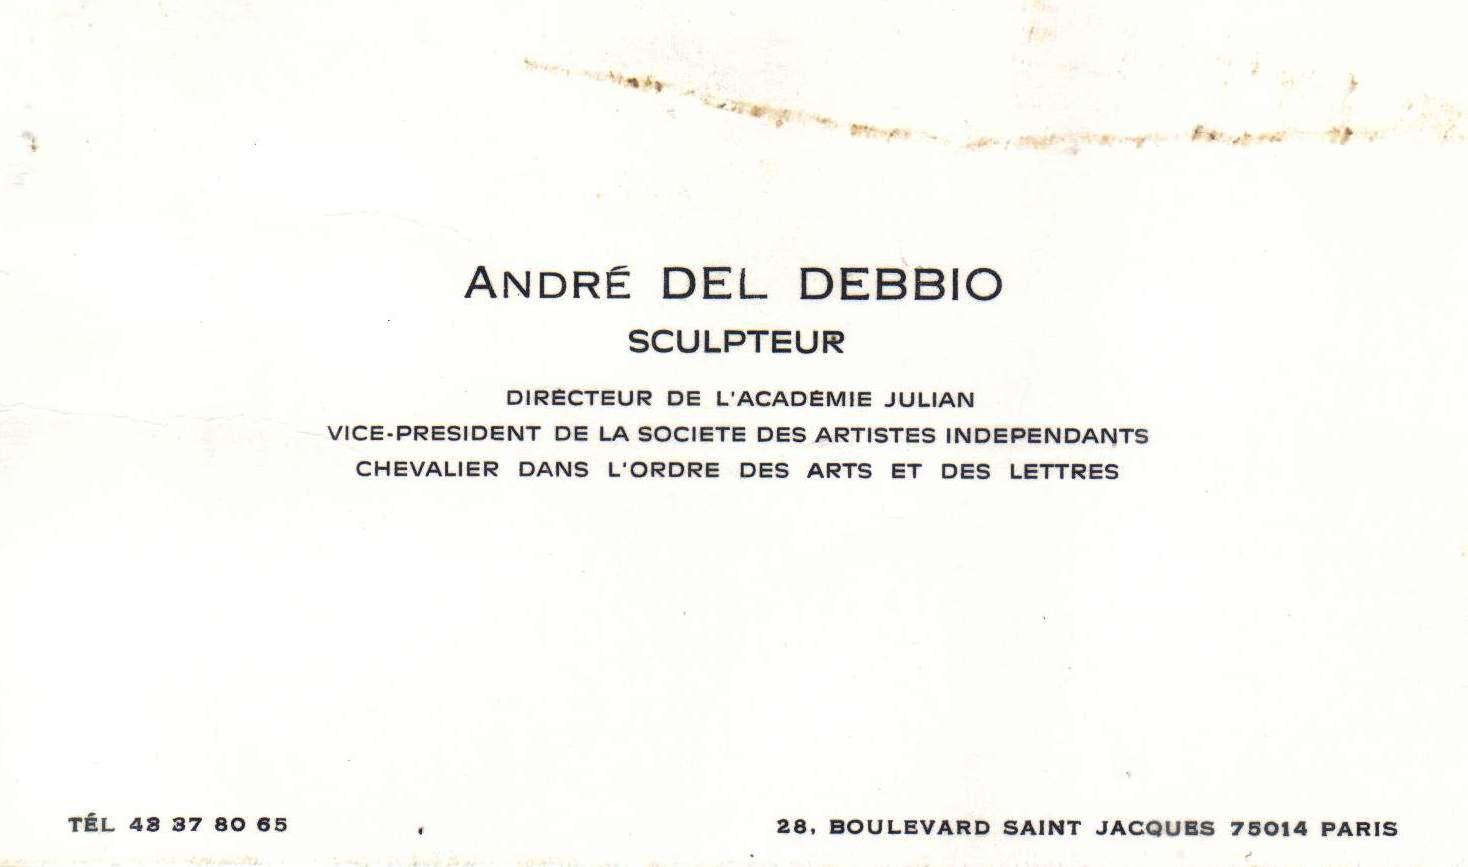 ANDRÉ DEL DEBBIO
SCULPTEUR
DIRECTEUR DE L'ACADÉMIE JULIAN
VICE-PRESIDENT DE LA SOCIETE DES ARTISTES INDEPENDANTS
CHEVALIER DANS L'ORDRE DES ARTS ET DES LETTRES
TÉL 43 37 80 65
28, BOULEVARD SAINT JACQUES 75014 PARIS